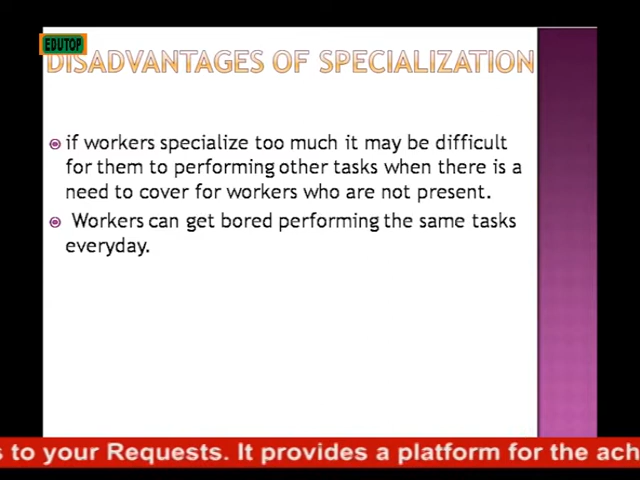 EDUTOP
DISADVANTAGES OF SPECIALIZATION
if workers specialize too much it may be difficult
for them to performing other tasks when there is a
need to cover for workers who are not present.
Workers can get bored performing the same tasks
everyday.
s to your Requests. It provides a platform for the ach